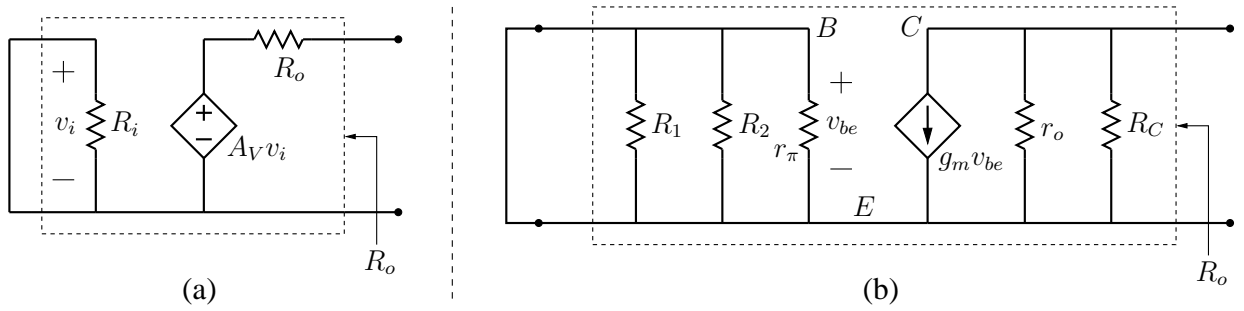 +
v_i
−
R_i
+
−
A_V v_i
R_o
R_o
(a)
R_1
R_2
r_π
B
+
v_be
−
E
C
g_m v_be
r_o
R_C
R_o
(b)